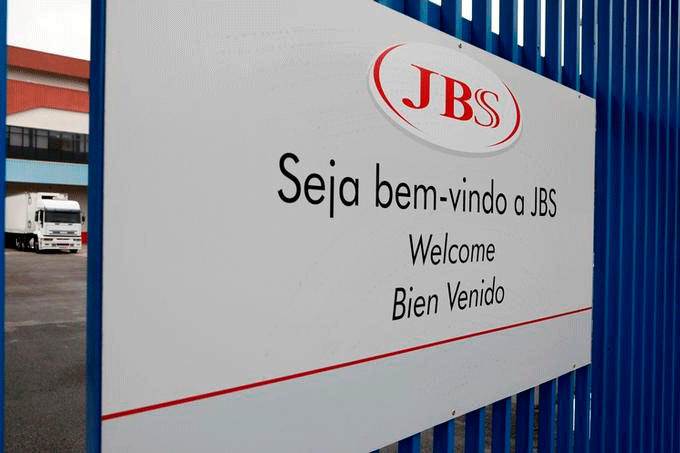 JBS
Seja bem-vindo a JBS
Welcome
Bien Venido